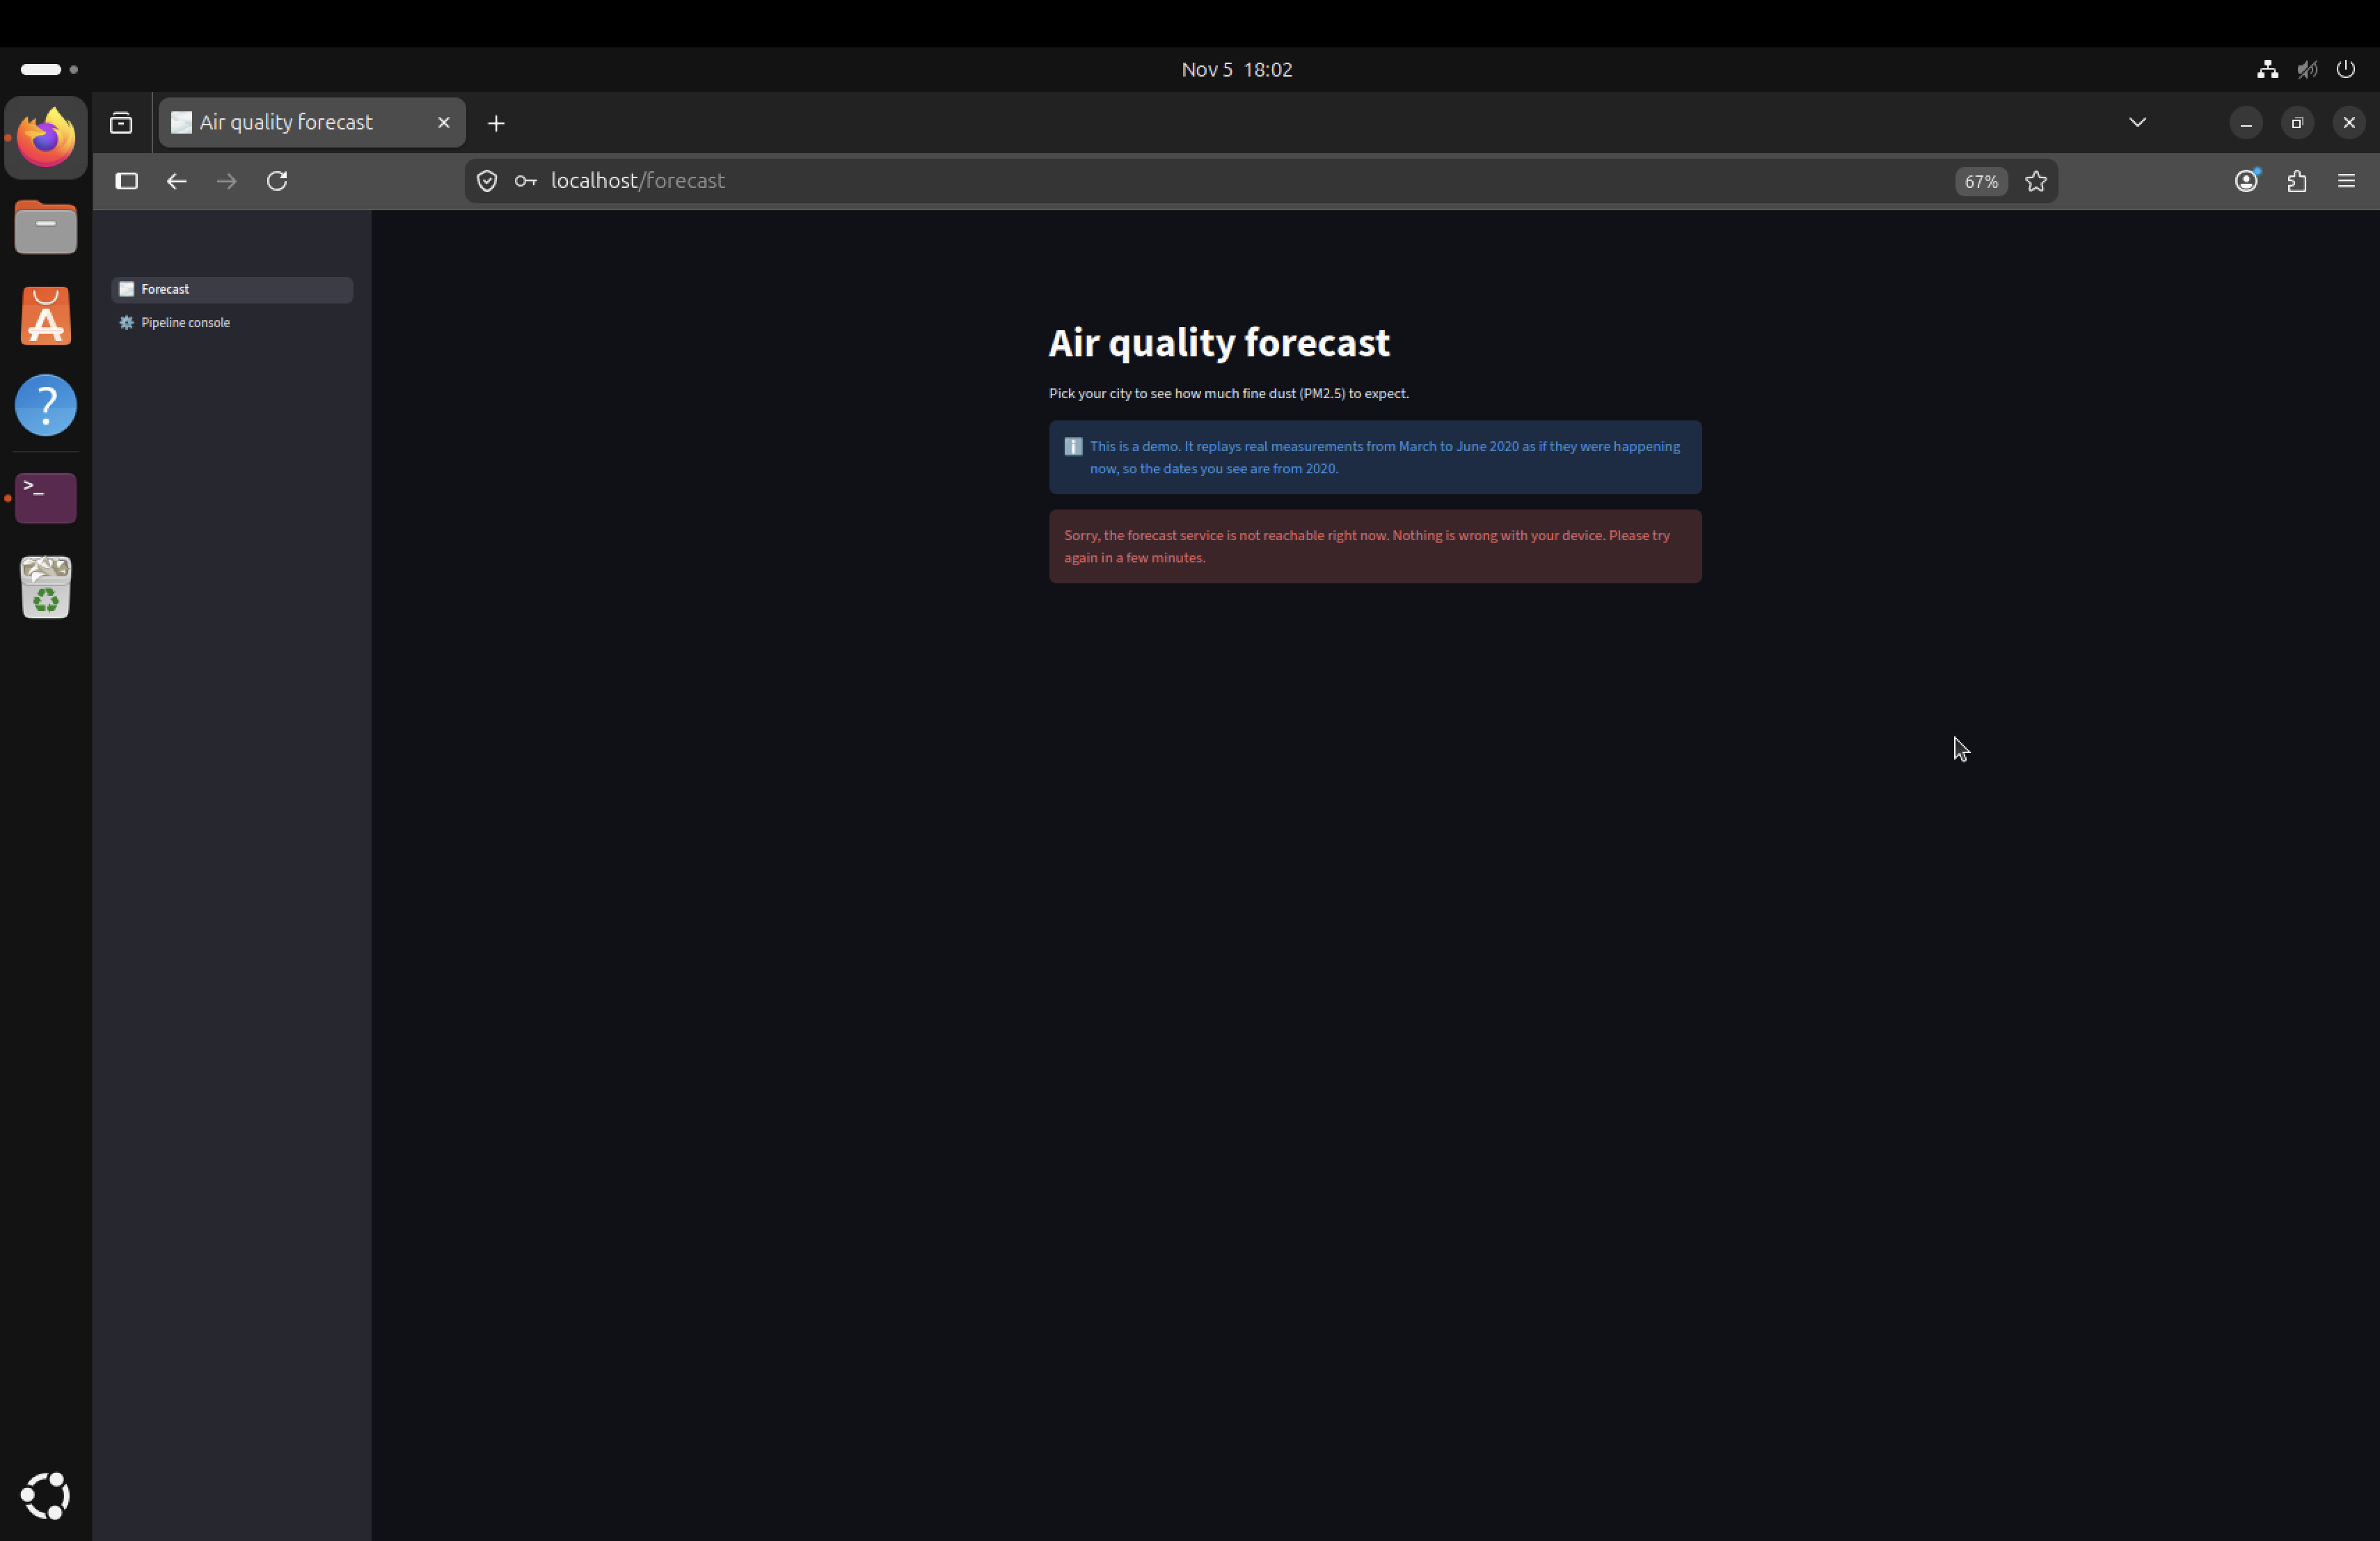 Nov 5 18:02
Air quality forecast
localhost/forecast
67%
Forecast
Pipeline console
Air quality forecast
Pick your city to see how much fine dust (PM2.5) to expect.
This is a demo. It replays real measurements from March to June 2020 as if they were happening
now, so the dates you see are from 2020.
Sorry, the forecast service is not reachable right now. Nothing is wrong with your device. Please try
again in a few minutes.